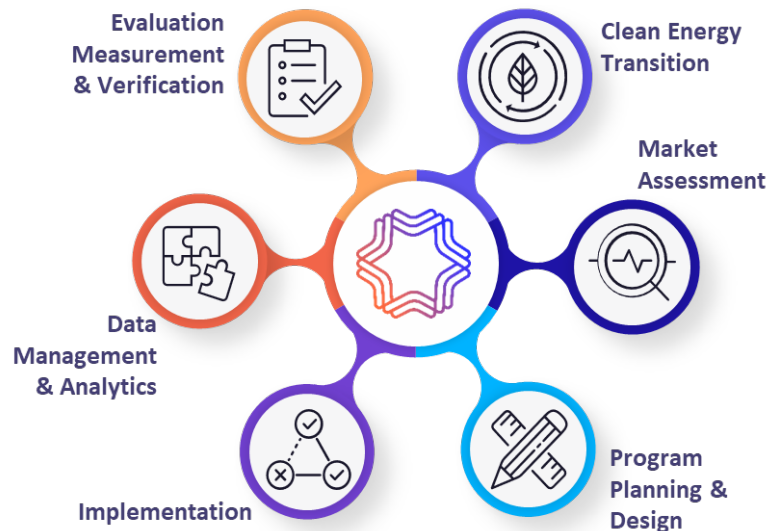 Evaluation
Measurement
& Verification
Clean Energy
Transition
Market
Assessment
Data
Management
& Analytics
Implementation
Program
Planning &
Design